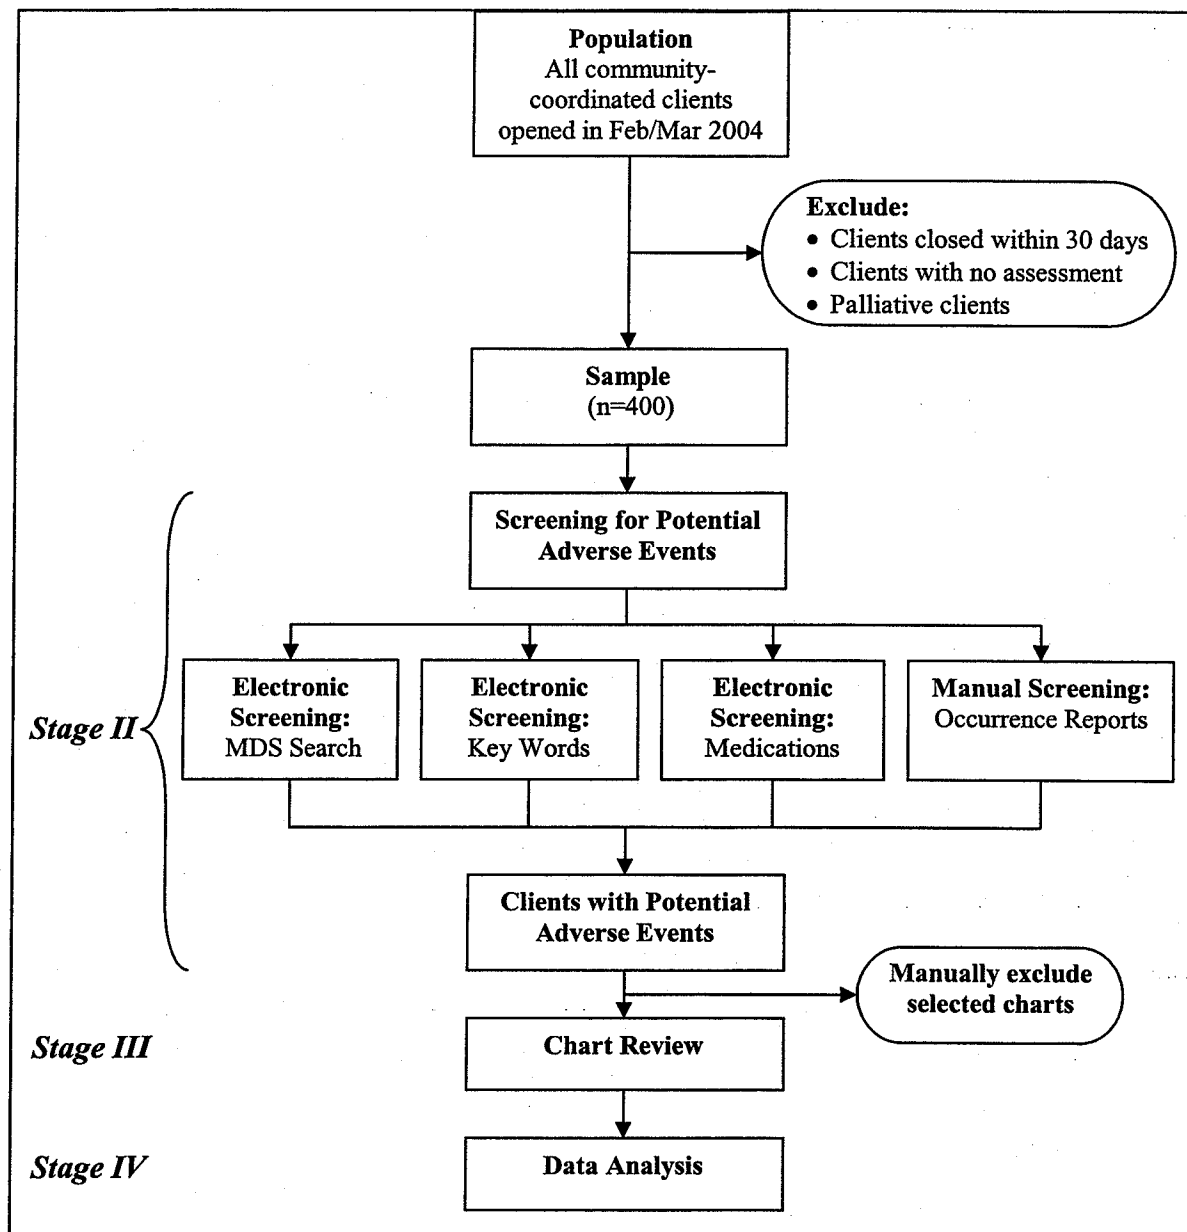 Population
All community-
coordinated clients
opened in Feb/Mar 2004
Exclude:
• Clients closed within 30 days
• Clients with no assessment
• Palliative clients
Sample
(n=400)
Screening for Potential
Adverse Events
Stage II
Electronic
Screening:
MDS Search
Electronic
Screening:
Key Words
Electronic
Screening:
Medications
Manual Screening:
Occurrence Reports
Clients with Potential
Adverse Events
Manually exclude
selected charts
Stage III
Chart Review
Stage IV
Data Analysis